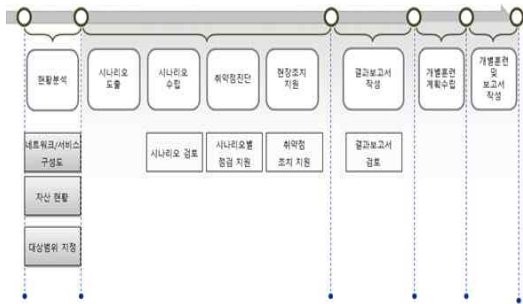 현황분석
시나리오
도출
시나리오
수립
취약점진단
현장조치
지원
결과보고서
작성
개별훈련
계획수립
개별훈련
및
보고서
작성
네트워크/서비스
구성도
시나리오 검토
시나리오별
점검 지원
취약점
조치 지원
결과보고서
검토
자산 현황
대상범위 지정